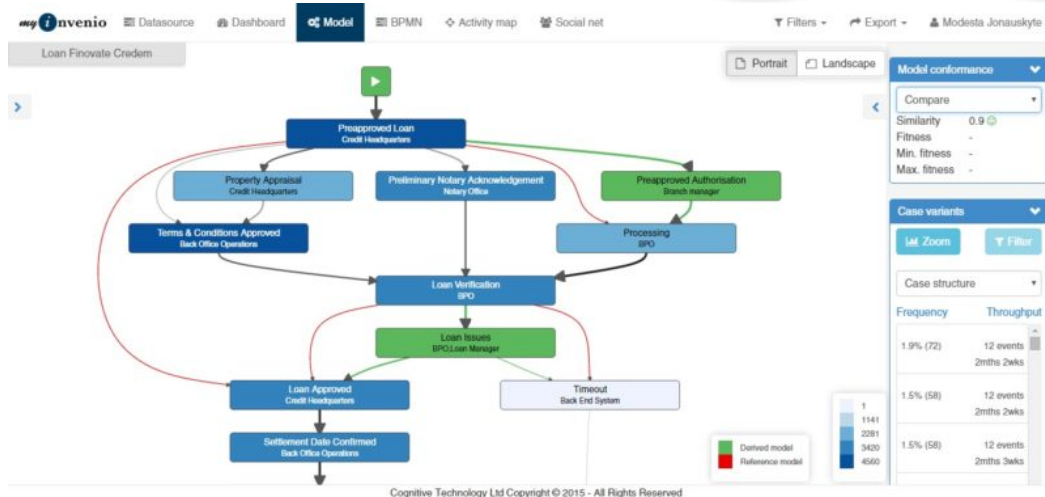 my invenio
Datasource
Dashboard
Model
BPMN
Activity map
Social net
Filters
Export
Modesta Jonauskyte
Loan Finovate Credem
Portrait
Landscape
Preapproved Loan
Credit Headquarters
Property Appraisal
Credit Headquarters
Preliminary Notary Acknowledgement
Notary Office
Preapproved Authorisation
Branch manager
Terms & Conditions Approved
Back Office Operations
Processing
BPO
Loan Verification
BPO
Loan Issues
BPO,Loan Manager
Loan Approved
Credit Headquarters
Timeout
Back End System
Settlement Date Confirmed
Back Office Operations
Derived model
Reference model
1
1141
2281
3420
4560
Model conformance
Compare
Similarity 0.9
Fitness -
Min. fitness -
Max. fitness -
Case variants
Zoom
Filter
Case structure
Frequency Throughput
1.9% (72) 12 events
2mths 2wks
1.5% (58) 12 events
2mths 2wks
1.5% (58) 12 events
2mths 3wks
Cognitive Technology Ltd Copyright © 2015 - All Rights Reserved